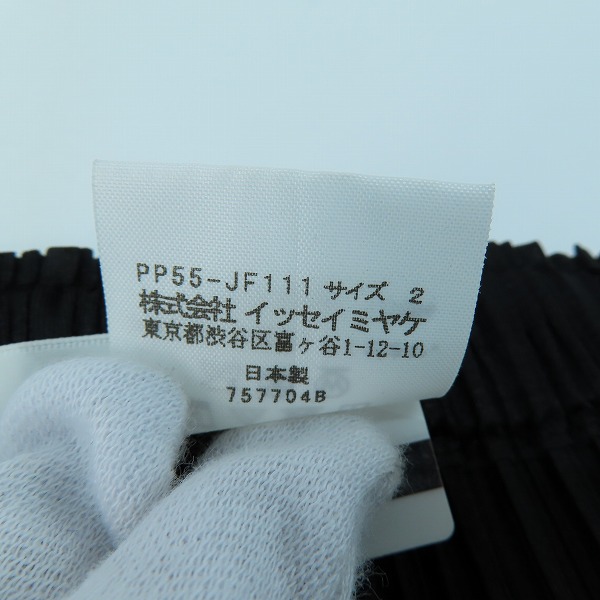 PP55-JF111 サイズ 2
株式会社 イッセイミヤケ
東京都渋谷区富ヶ谷1-12-10
日本製
757704B